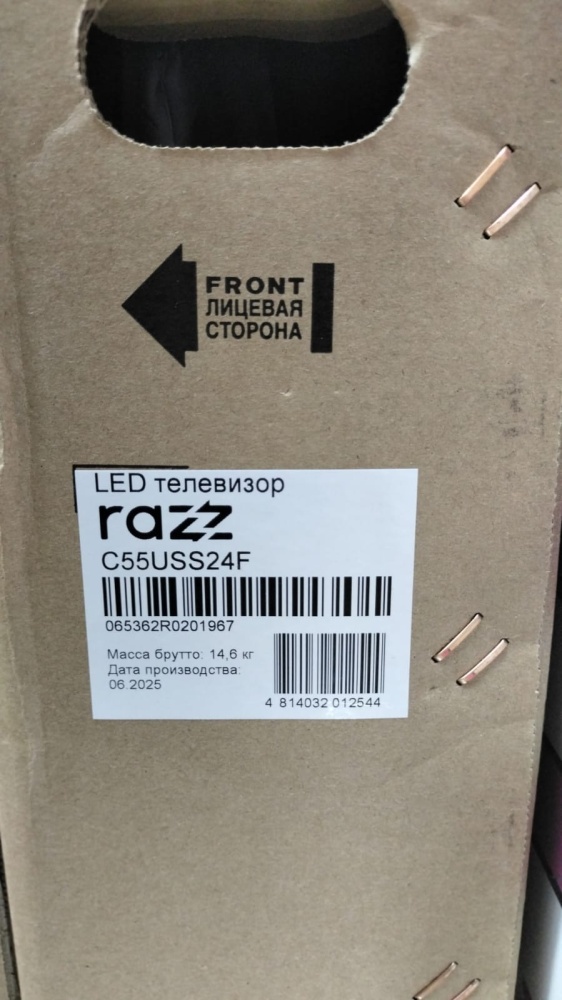 FRONT
ЛИЦЕВАЯ
СТОРОНА
LED телевизор
razz
C55USS24F
065362R0201967
Масса брутто: 14,6 кг
Дата производства:
06.2025
4 814032 012544